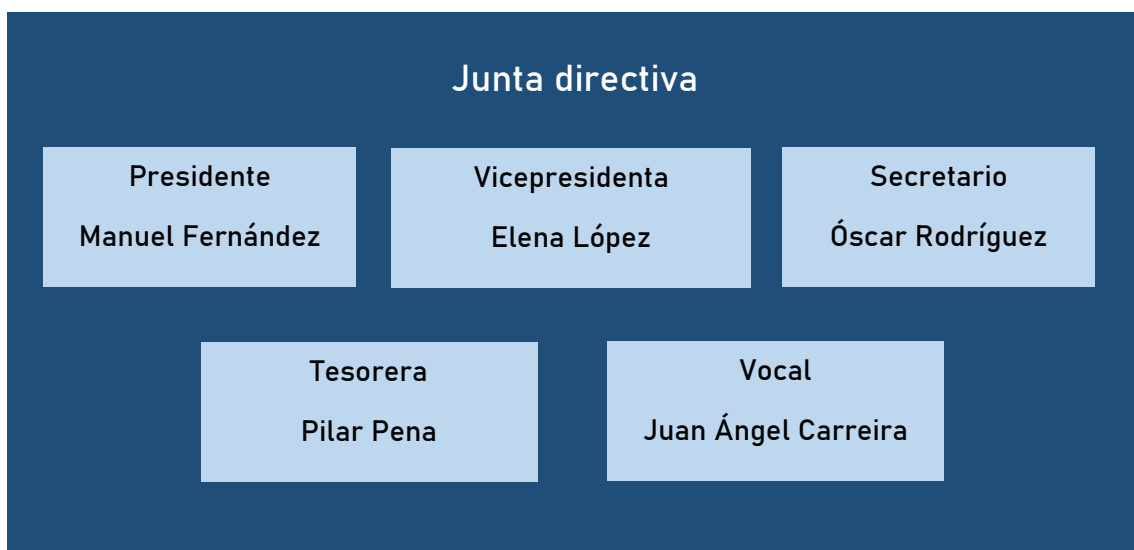 Junta directiva
Presidente
Manuel Fernández
Vicepresidenta
Elena López
Secretario
Óscar Rodríguez
Tesorera
Pilar Pena
Vocal
Juan Ángel Carreira